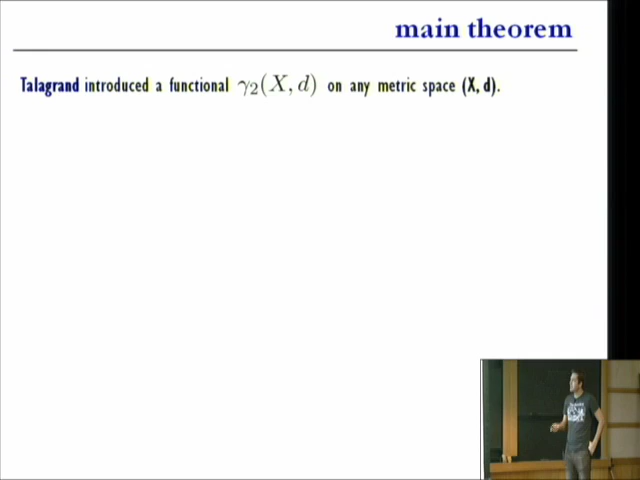 main theorem
Talagrand introduced a functional γ₂(X, d) on any metric space (X, d).